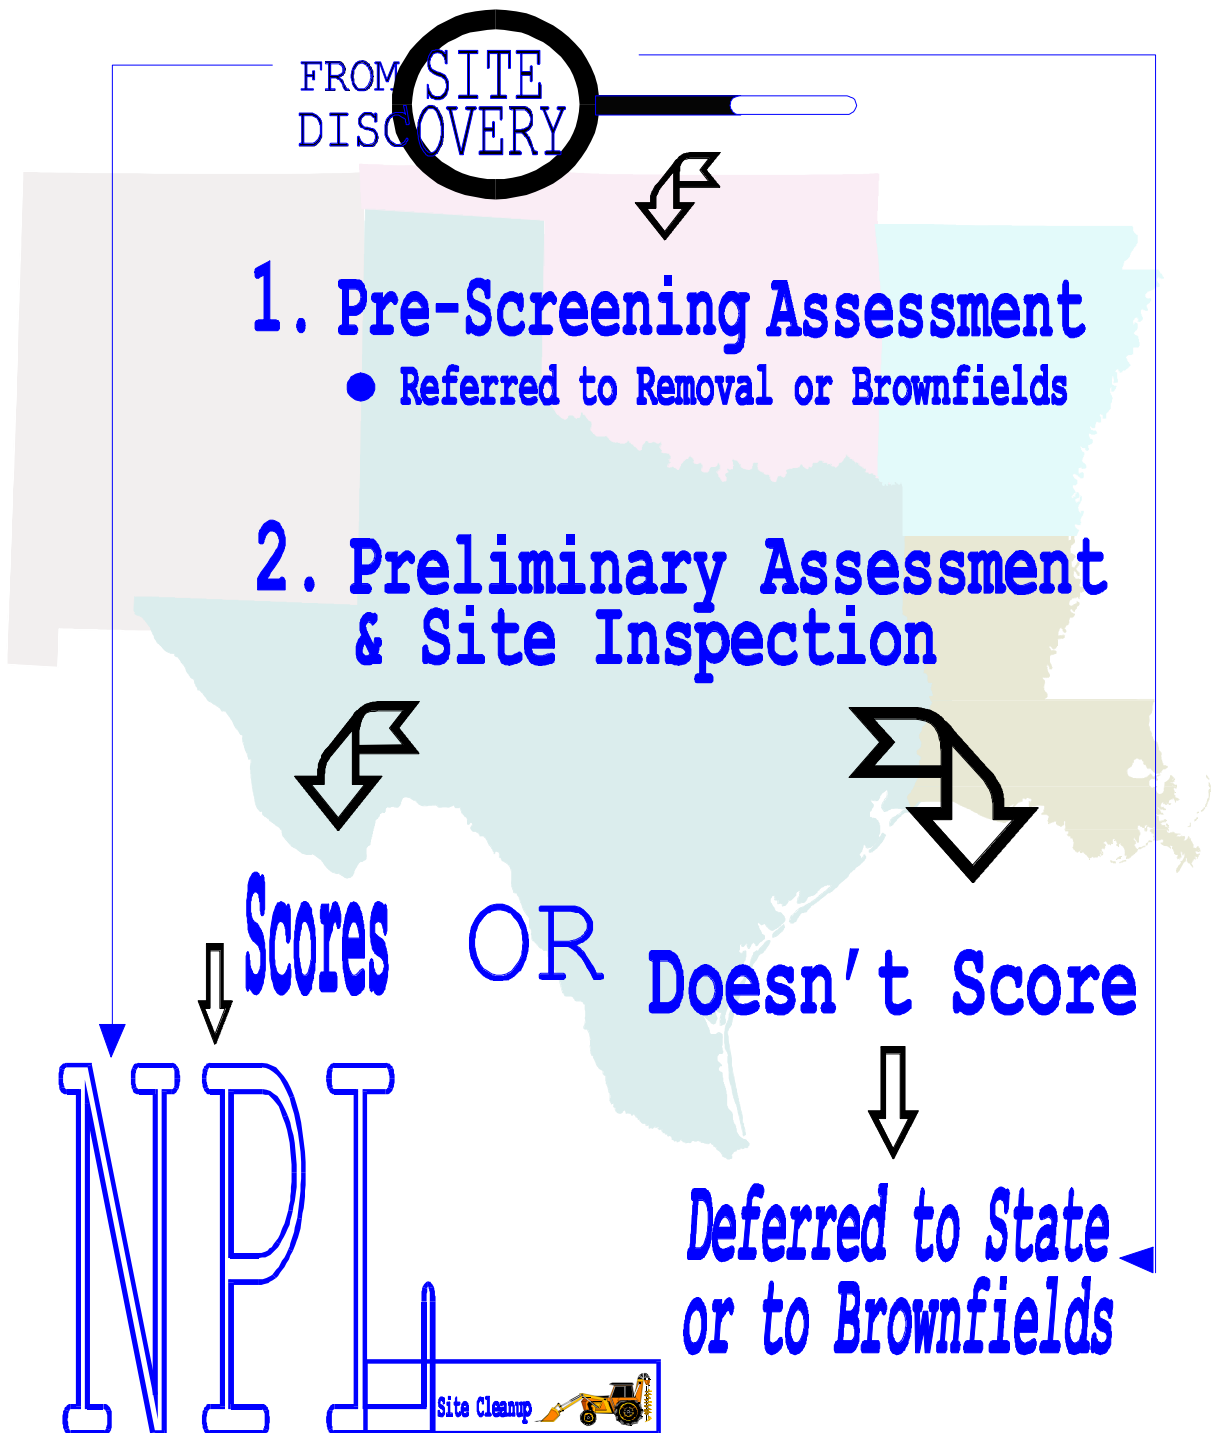 FROM SITE
DISCOVERY
1. Pre-Screening Assessment
● Referred to Removal or Brownfields
2. Preliminary Assessment
& Site Inspection
Scores OR Doesn't Score
NPL
Deferred to State
or to Brownfields
Site Cleanup